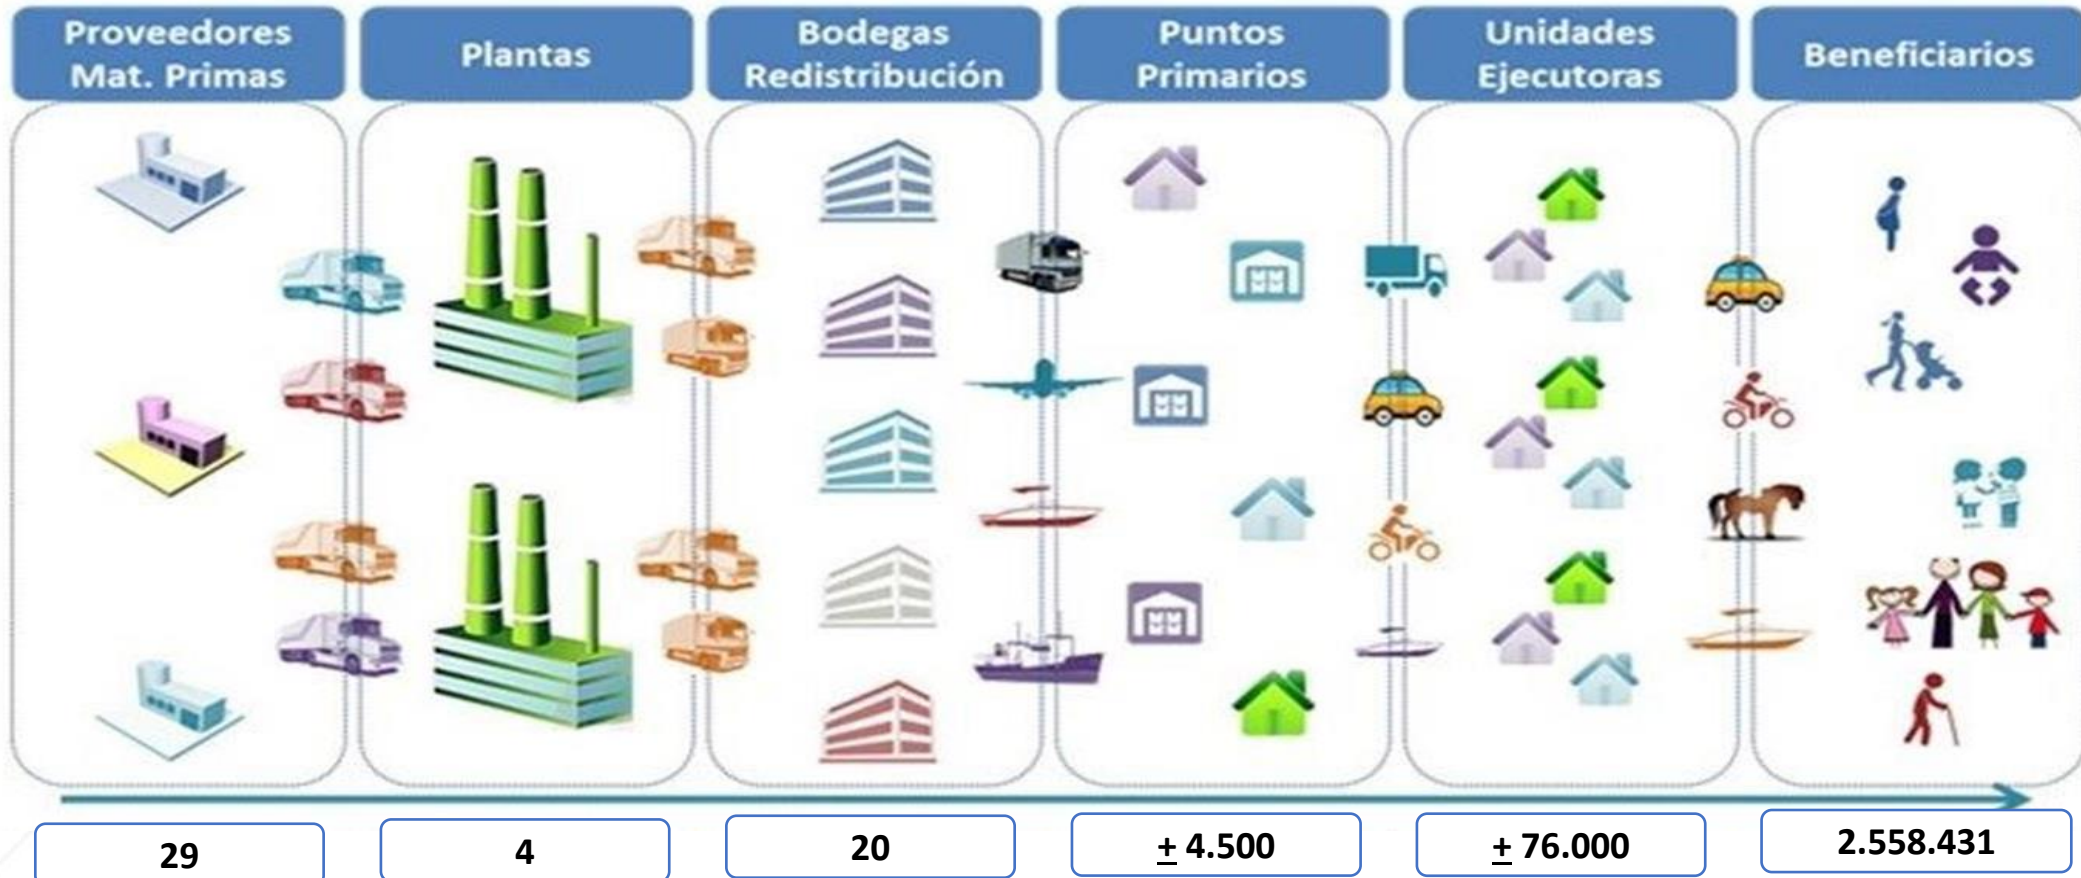 Proveedores
Mat. Primas
Plantas
Bodegas
Redistribución
Puntos
Primarios
Unidades
Ejecutoras
Beneficiarios
29
4
20
± 4.500
± 76.000
2.558.431